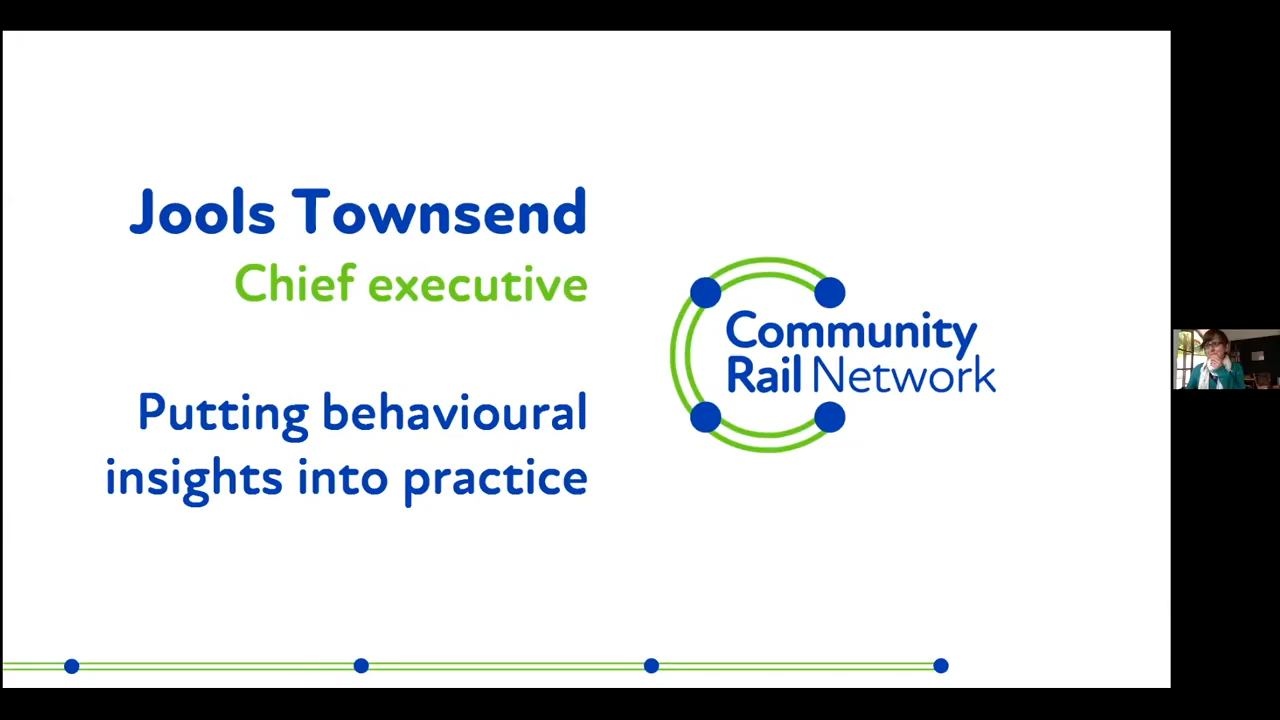 Jools Townsend
Chief executive
Putting behavioural
insights into practice
Community
Rail Network